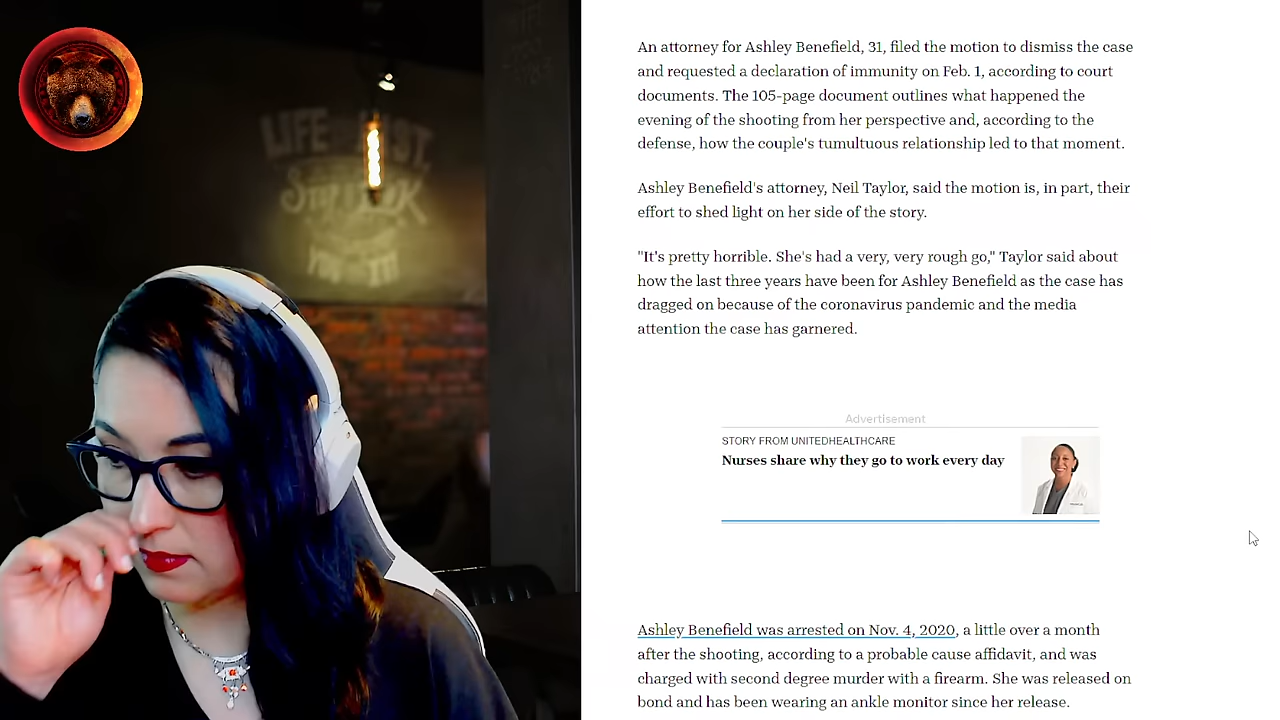 LIFE
An attorney for Ashley Benefield, 31, filed the motion to dismiss the case
and requested a declaration of immunity on Feb. 1, according to court
documents. The 105-page document outlines what happened the
evening of the shooting from her perspective and, according to the
defense, how the couple's tumultuous relationship led to that moment.
Ashley Benefield's attorney, Neil Taylor, said the motion is, in part, their
effort to shed light on her side of the story.
"It's pretty horrible. She's had a very, very rough go," Taylor said about
how the last three years have been for Ashley Benefield as the case has
dragged on because of the coronavirus pandemic and the media
attention the case has garnered.
Advertisement
STORY FROM UNITEDHEALTHCARE
Nurses share why they go to work every day
Ashley Benefield was arrested on Nov. 4, 2020, a little over a month
after the shooting, according to a probable cause affidavit, and was
charged with second degree murder with a firearm. She was released on
bond and has been wearing an ankle monitor since her release.